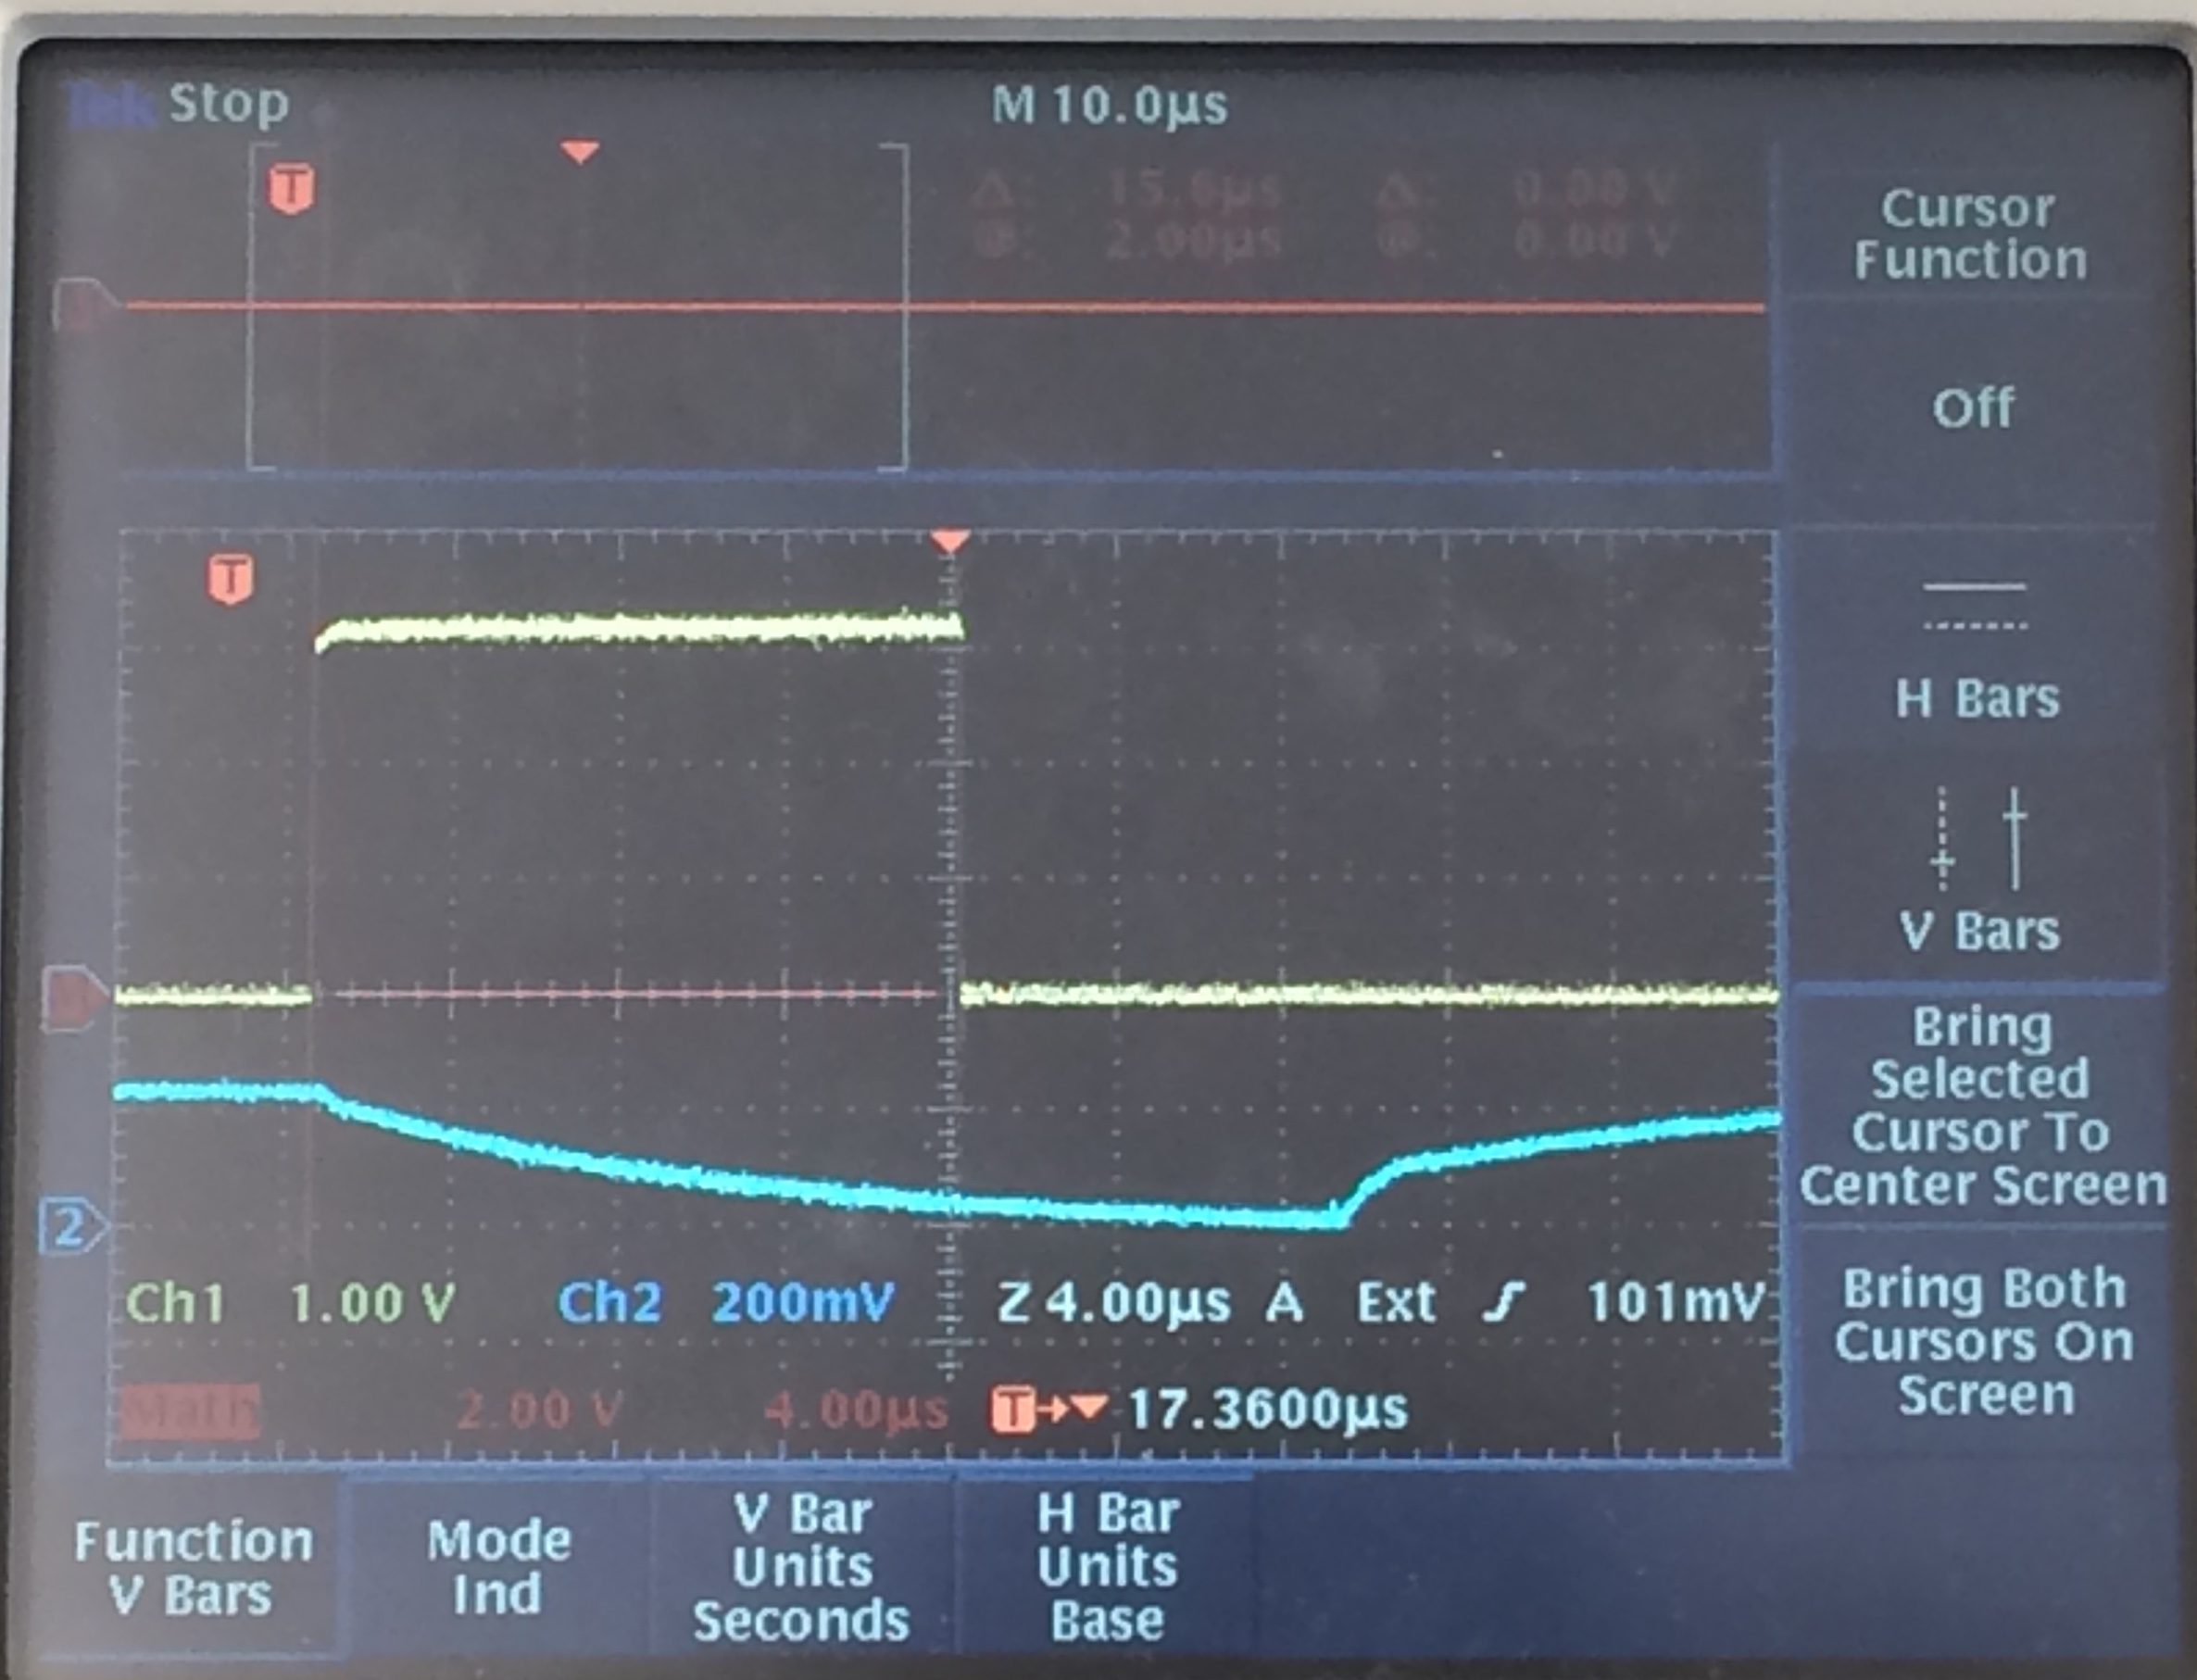 Tek Stop
M 10.0µs
T
Δ: 15.6µs Δ: 0.00 V
@: 2.00µs @: 0.00 V
Cursor
Function
Off
T
H Bars
V Bars
Bring
Selected
Cursor To
Center Screen
2
Ch1 1.00 V Ch2 200mV Z 4.00µs A Ext 101mV
Bring Both
Cursors On
Screen
Math 2.00 V 4.00µs T 17.3600µs
Function
V Bars
Mode
Ind
V Bar
Units
Seconds
H Bar
Units
Base